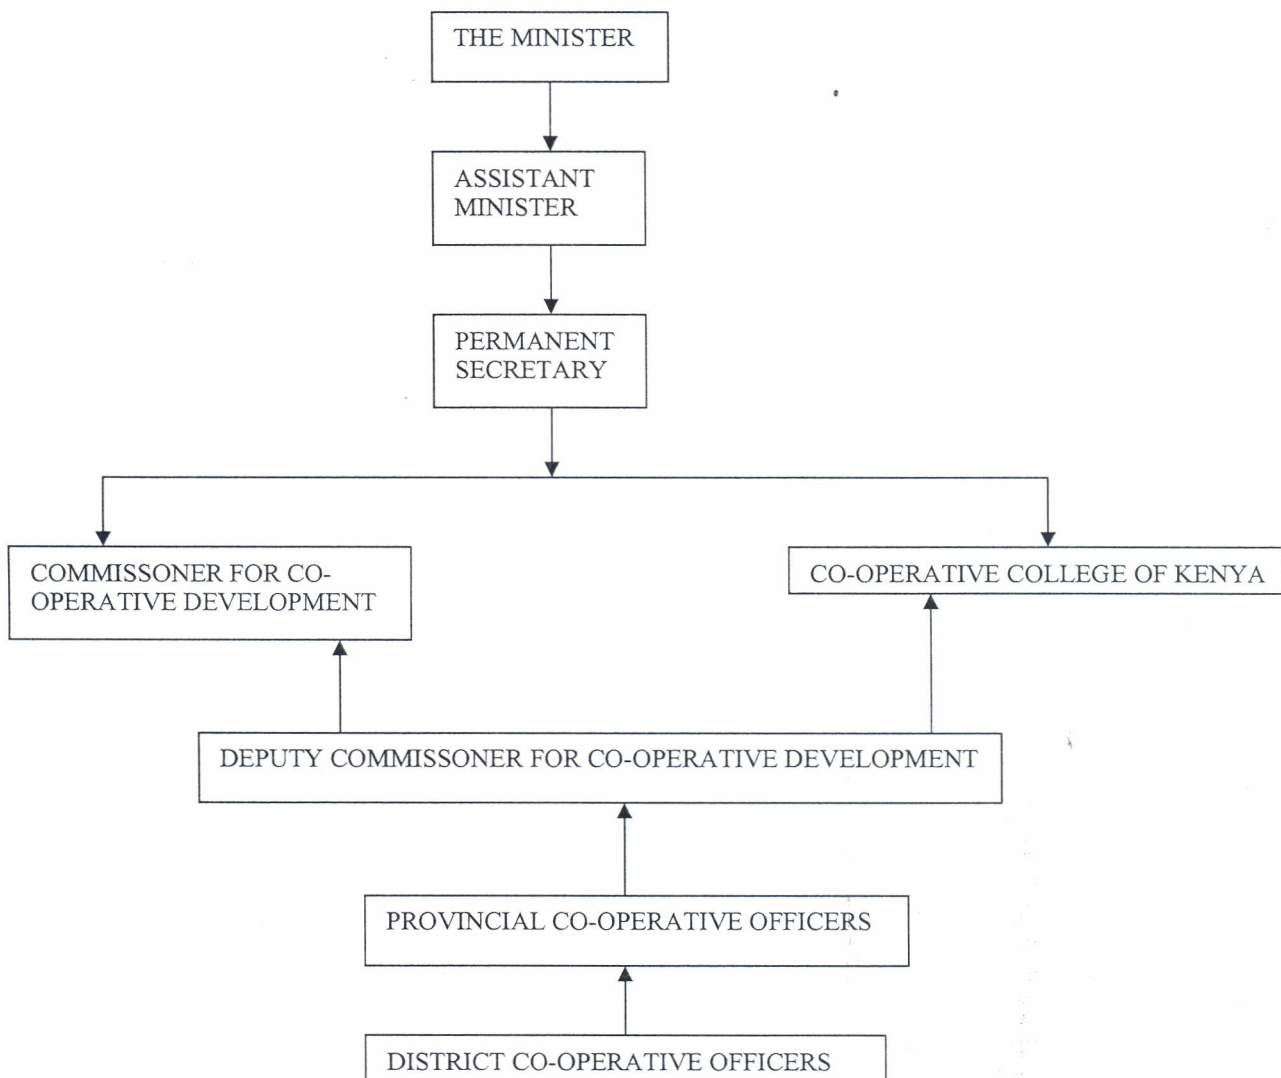 THE MINISTER
ASSISTANT
MINISTER
PERMANENT
SECRETARY
COMMISSONER FOR CO-
OPERATIVE DEVELOPMENT
CO-OPERATIVE COLLEGE OF KENYA
DEPUTY COMMISSONER FOR CO-OPERATIVE DEVELOPMENT
PROVINCIAL CO-OPERATIVE OFFICERS
DISTRICT CO-OPERATIVE OFFICERS